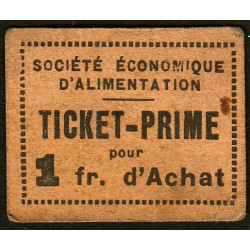 SOCIÉTÉ ÉCONOMIQUE
D'ALIMENTATION
TICKET-PRIME
pour
1 fr. d'Achat